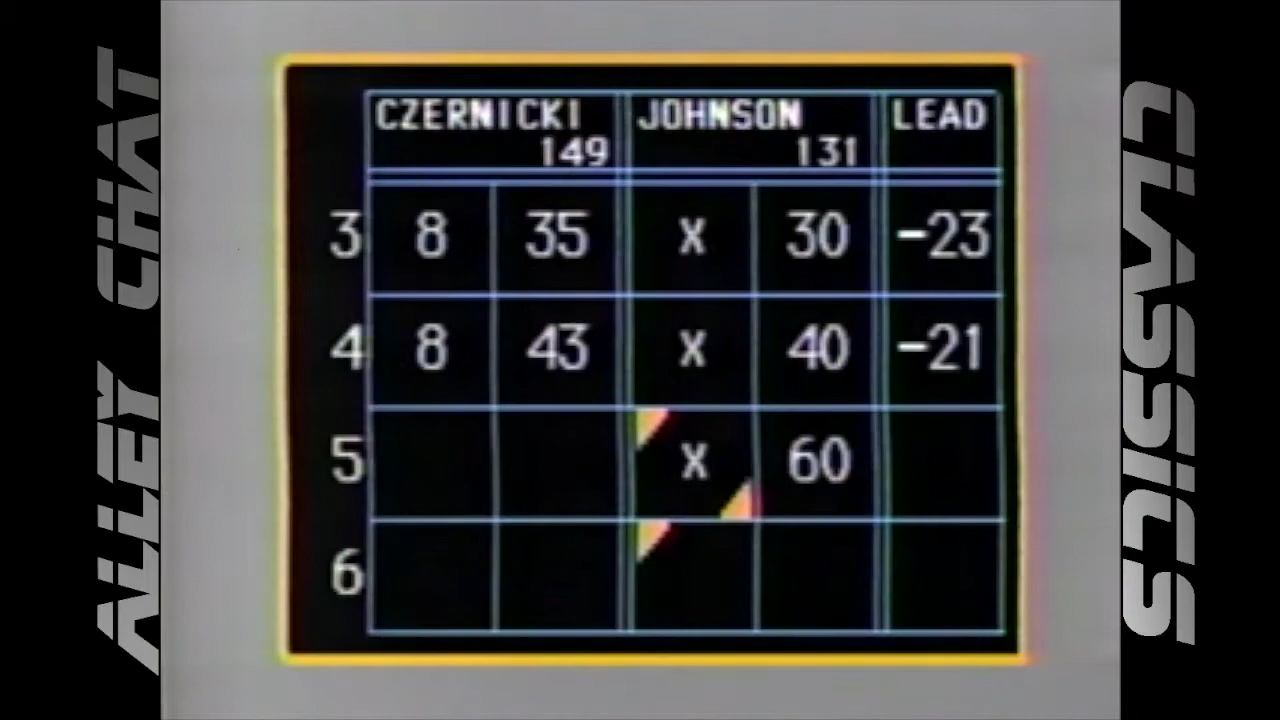 ALLEY CHAT
CZERNICKI JOHNSON LEAD
149 131
3 8 35 X 30 -23
4 8 43 X 40 -21
5 X 60
6
CLASSICS